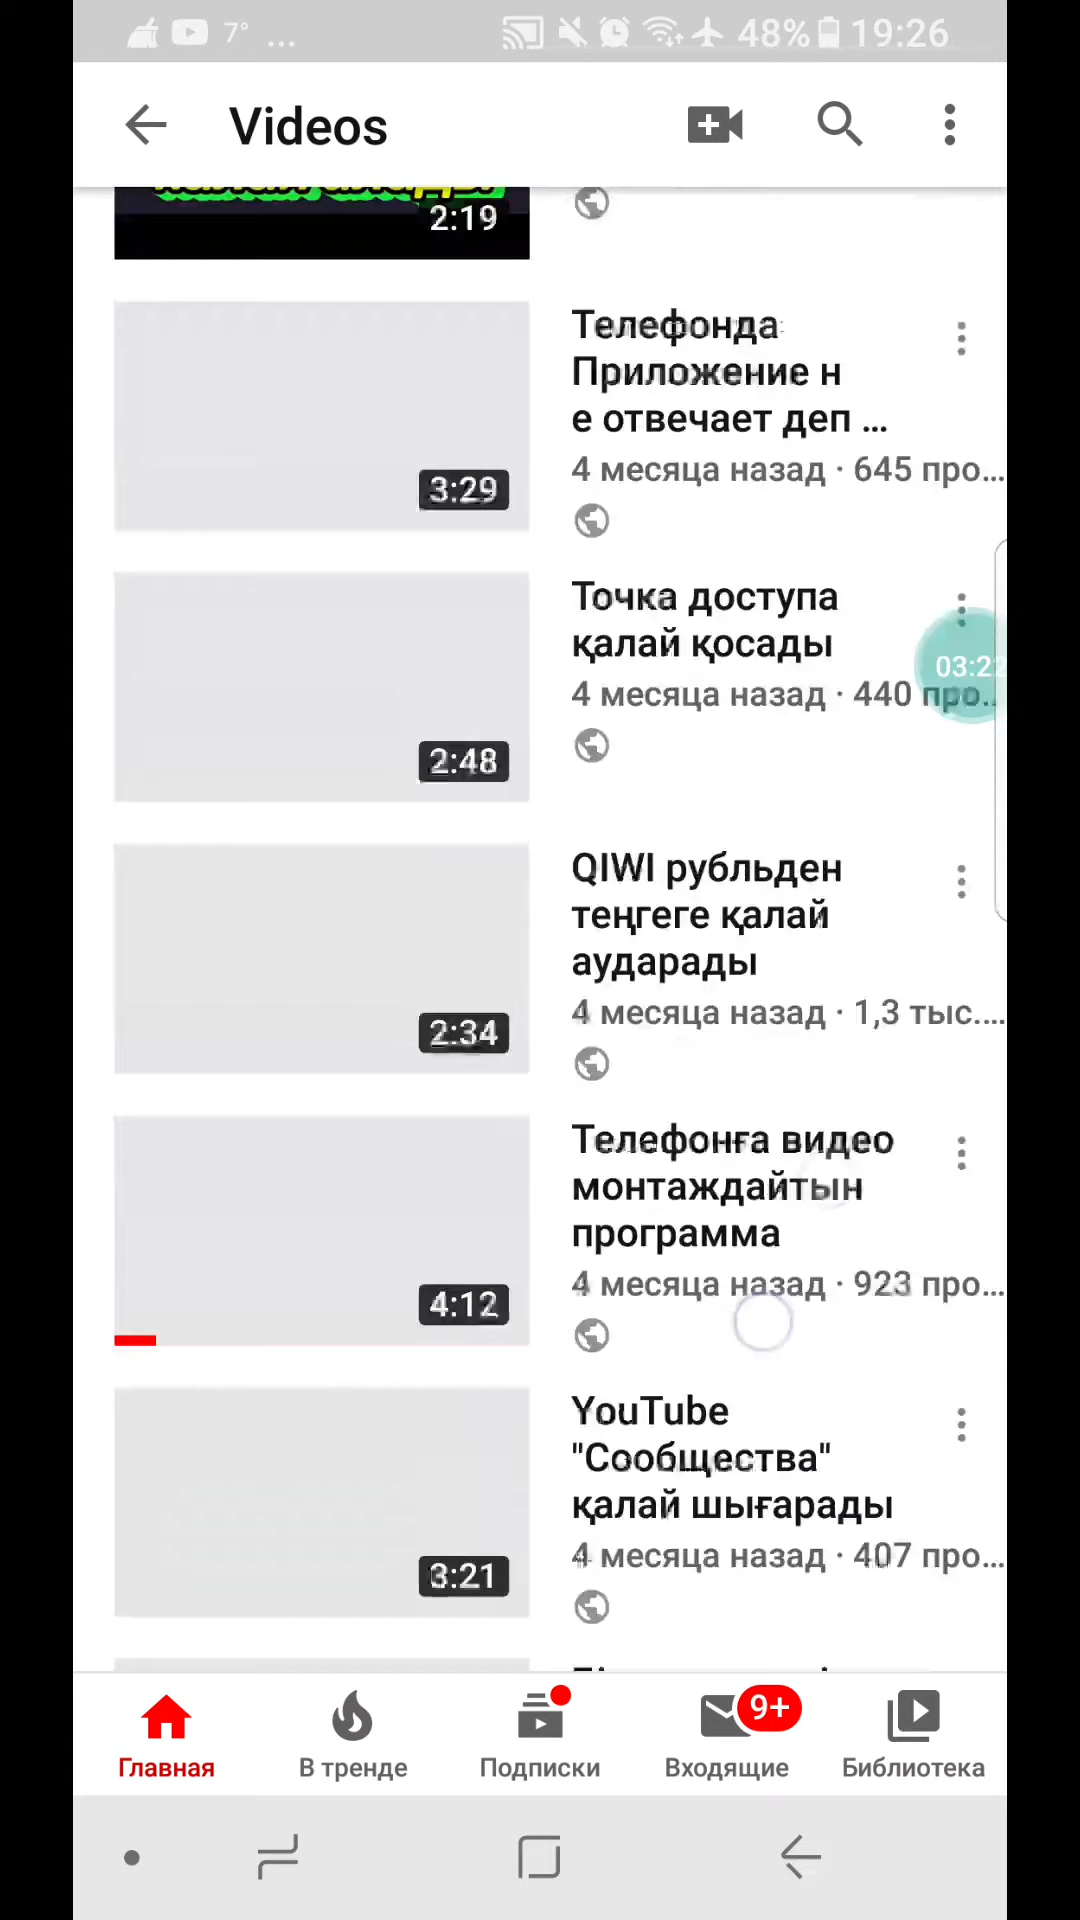 7° ... 48% 19:26
Videos
2:19
Телефонда
Приложение н
е отвечает деп ...
4 месяца назад · 645 про...
3:29
Точка доступа
қалай қосады
4 месяца назад · 440 про...
2:48
03:22
QIWI рубльден
теңгеге қалай
аударады
4 месяца назад · 1,3 тыс....
2:34
Телефонға видео
монтаждайтын
программа
4 месяца назад · 923 про...
4:12
YouTube
"Сообщества"
қалай шығарады
4 месяца назад · 407 про...
3:21
9+
Главная
В тренде
Подписки
Входящие
Библиотека